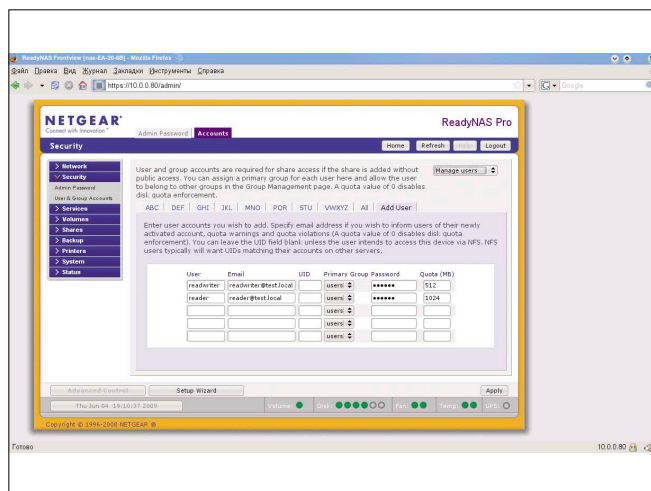 ReadyNAS Frontview [nas-EA-20-6B] - Mozilla Firefox
Файл Правка Вид Журнал Закладки Инструменты Справка
https://10.0.0.80/admin/
Google
NETGEAR
Connect with Innovation™
Admin Password Accounts
ReadyNAS Pro
Security
Home Refresh Help Logout
> Network
Security
Admin Password
User & Group Accounts
> Services
> Volumes
> Shares
> Backup
> Printers
> System
> Status
User and group accounts are required for share access if the share is added without
public access. You can assign a primary group for each user here and allow the user
to belong to other groups in the Group Management page. A quota value of 0 disables
disk quota enforcement.
Manage users
ABC DEF GHI JKL MNO PQR STU VWXYZ All Add User
Enter user accounts you wish to add. Specify email address if you wish to inform users of their newly
activated account, quota warnings and quota violations (A quota value of 0 disables disk quota
enforcement). You can leave the UID field blank unless the user intends to access this device via NFS. NFS
users typically will want UIDs matching their accounts on other servers.
User Email UID Primary Group Password Quota (MB)
readwriter readwriter@test.local users •••••• 512
reader reader@test.local users •••••• 1024
users
users
users
Advanced Control Setup Wizard Apply
Thu Jun 04 19:10:37 2009 Volume: Disk: Fan: Temp: UPS:
Copyright © 1996-2008 NETGEAR ®
Готово 10.0.0.80